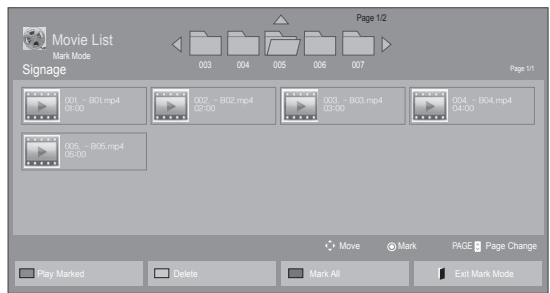 Page 1/2
Movie List
Mark Mode
003 004 005 006 007
Signage
Page 1/1
001. - B01.mp4 002. - B02.mp4 003. - B03.mp4 004. - B04.mp4
01:00 02:00 03:00 04:00
005. - B05.mp4
05:00
Move Mark PAGE Page Change
Play Marked Delete Mark All Exit Mark Mode